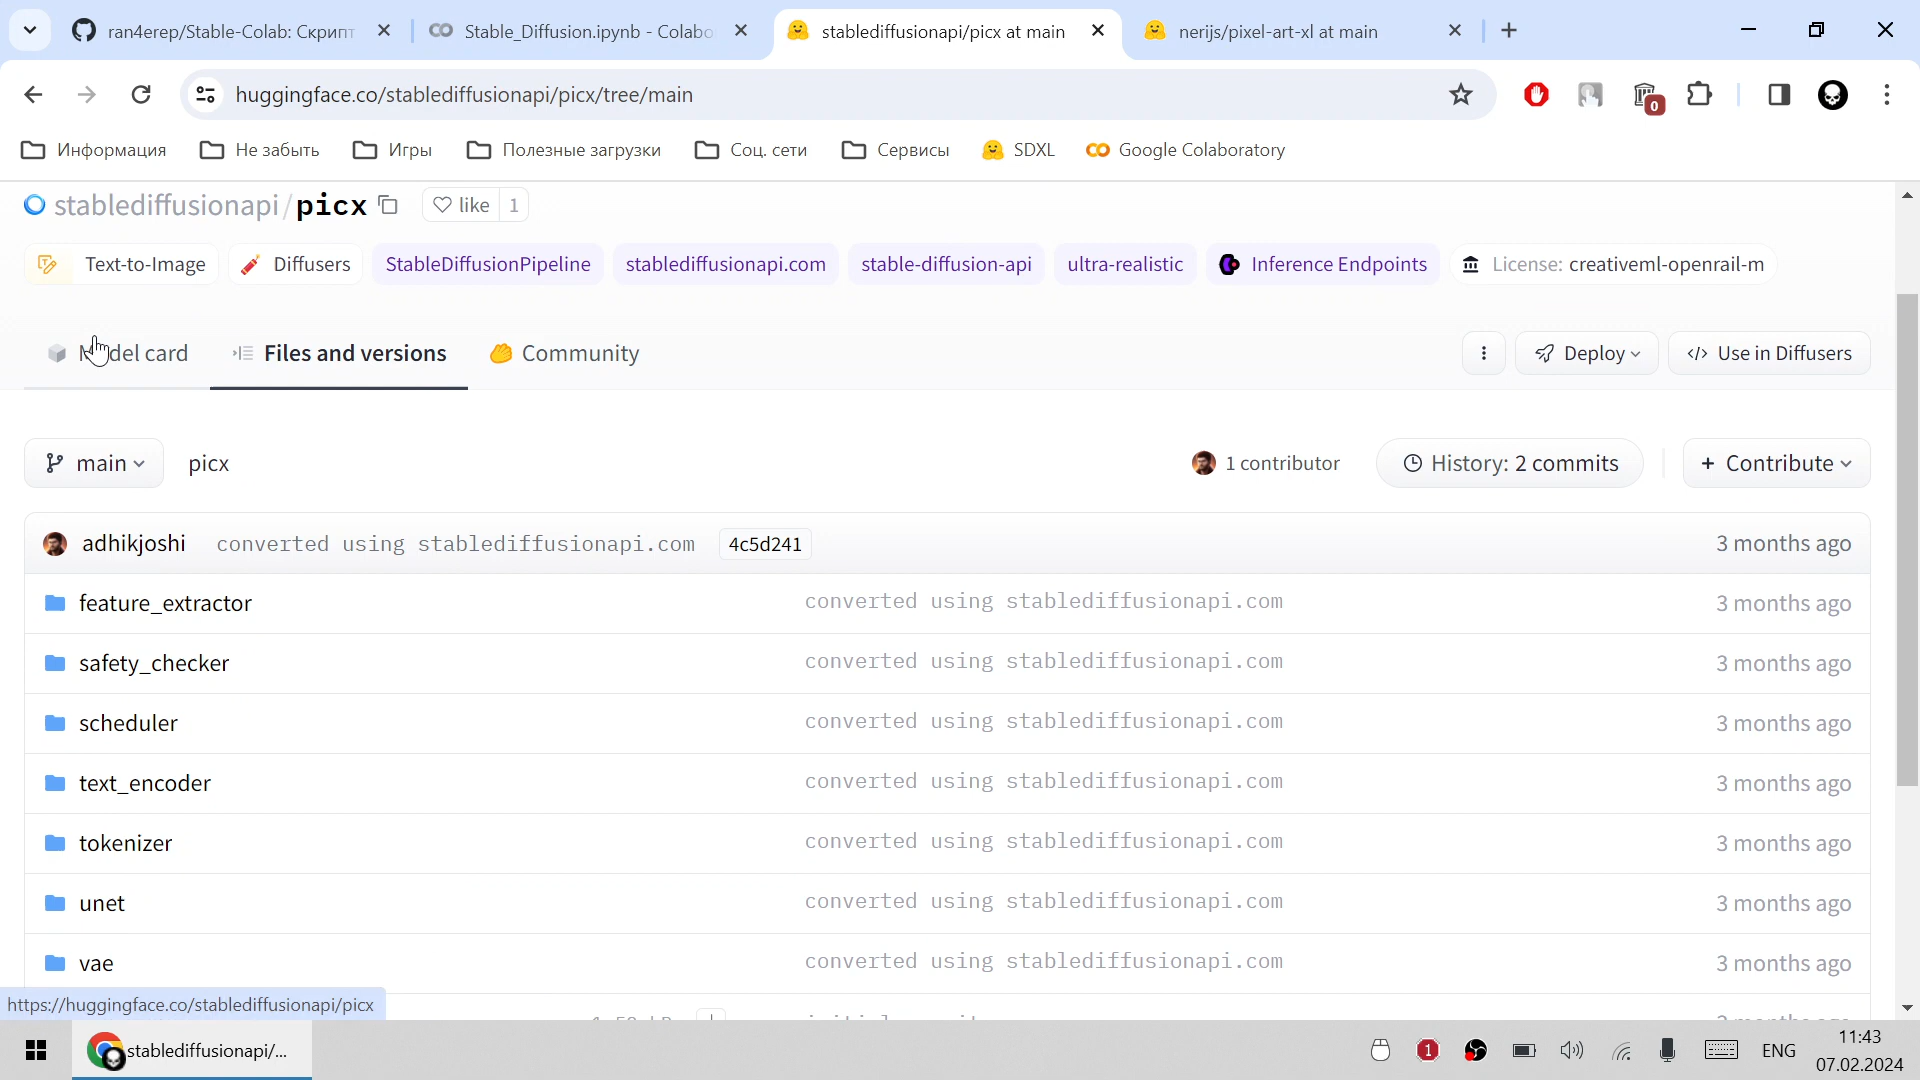 ran4erep/Stable-Colab: Скрипт
Stable_Diffusion.ipynb - Colabo
stablediffusionapi/picx at main
nerijs/pixel-art-xl at main
huggingface.co/stablediffusionapi/picx/tree/main
0
Информация
Не забыть
Игры
Полезные загрузки
Соц. сети
Сервисы
SDXL
Google Colaboratory
stablediffusionapi/picx
like 1
Text-to-Image
Diffusers
StableDiffusionPipeline
stablediffusionapi.com
stable-diffusion-api
ultra-realistic
Inference Endpoints
License: creativeml-openrail-m
Model card
Files and versions
Community
Deploy
</> Use in Diffusers
main
picx
1 contributor
History: 2 commits
+ Contribute
adhikjoshi converted using stablediffusionapi.com 4c5d241 3 months ago
feature_extractor converted using stablediffusionapi.com 3 months ago
safety_checker converted using stablediffusionapi.com 3 months ago
scheduler converted using stablediffusionapi.com 3 months ago
text_encoder converted using stablediffusionapi.com 3 months ago
tokenizer converted using stablediffusionapi.com 3 months ago
unet converted using stablediffusionapi.com 3 months ago
vae converted using stablediffusionapi.com 3 months ago
https://huggingface.co/stablediffusionapi/picx
stablediffusionapi/...
1
ENG
11:43
07.02.2024